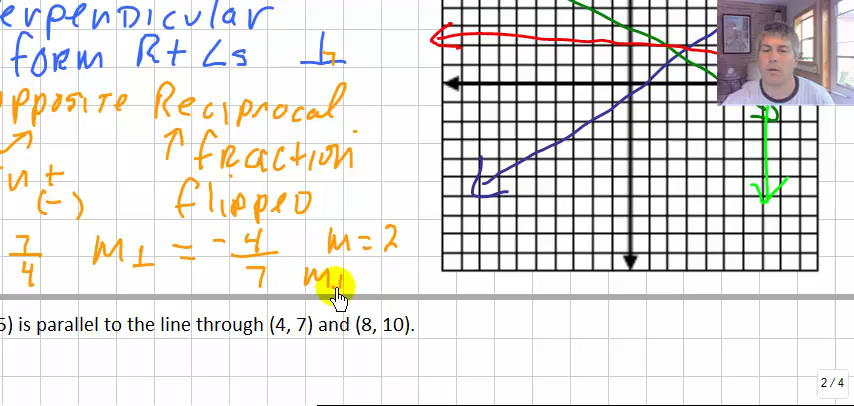 erpendicular
form Rt ∠s ⊥
pposite Reciprocal
↑ fraction
n + flipped
(-)
7/4 m⊥ = -4/7 m = 2
m⊥
5) is parallel to the line through (4, 7) and (8, 10).
2 / 4